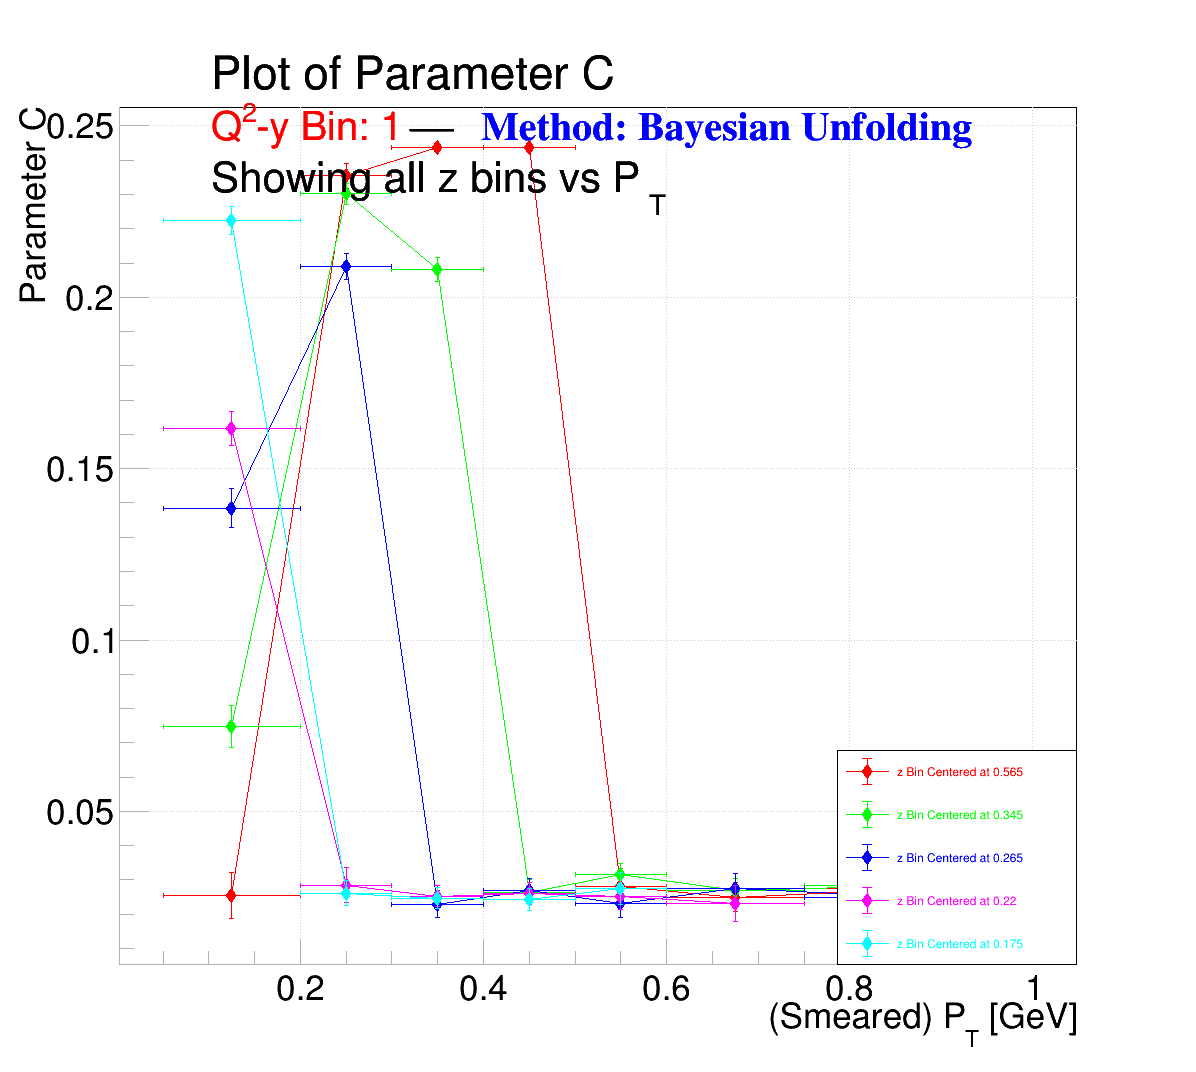 Plot of Parameter C
Q2-y Bin: 1 — Method: Bayesian Unfolding
Showing all z bins vs PT
Parameter C
0.25
0.2
0.15
0.1
0.05
z Bin Centered at 0.565
z Bin Centered at 0.345
z Bin Centered at 0.265
z Bin Centered at 0.22
z Bin Centered at 0.175
0.2 0.4 0.6 0.8 1
(Smeared) PT [GeV]